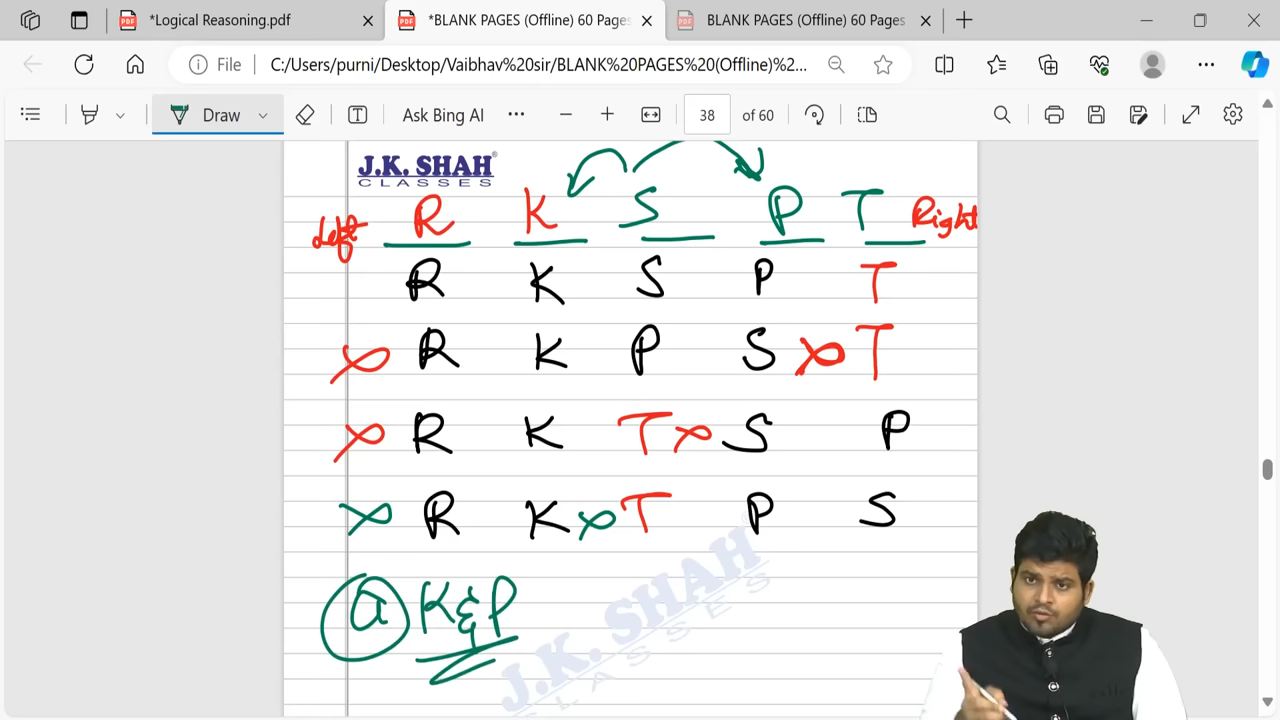 *Logical Reasoning.pdf
*BLANK PAGES (Offline) 60 Pages
BLANK PAGES (Offline) 60 Pages
File C:/Users/purni/Desktop/Vaibhav%20sir/BLANK%20PAGES%20(Offline)%2...
Draw
Ask Bing AI
38 of 60
J.K. SHAH®
CLASSES
Left R K S P T Right
R K S P T
R K P S T
R K T S P
R K T P S
a K & P
J.K. SHAH
CLASSES